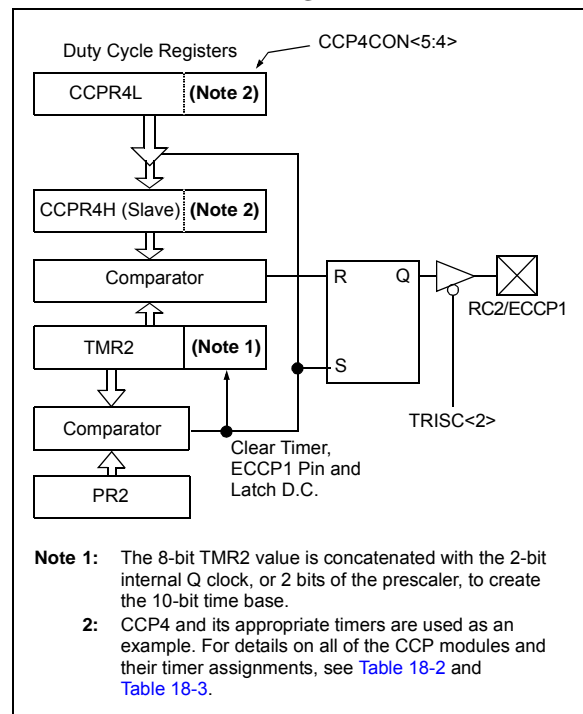 Duty Cycle Registers
CCP4CON<5:4>
CCPR4L
(Note 2)
CCPR4H (Slave)
(Note 2)
Comparator
R
Q
RC2/ECCP1
TMR2
(Note 1)
S
TRISC<2>
Comparator
Clear Timer,
ECCP1 Pin and
Latch D.C.
PR2
Note 1: The 8-bit TMR2 value is concatenated with the 2-bit
internal Q clock, or 2 bits of the prescaler, to create
the 10-bit time base.
2: CCP4 and its appropriate timers are used as an
example. For details on all of the CCP modules and
their timer assignments, see Table 18-2 and
Table 18-3.